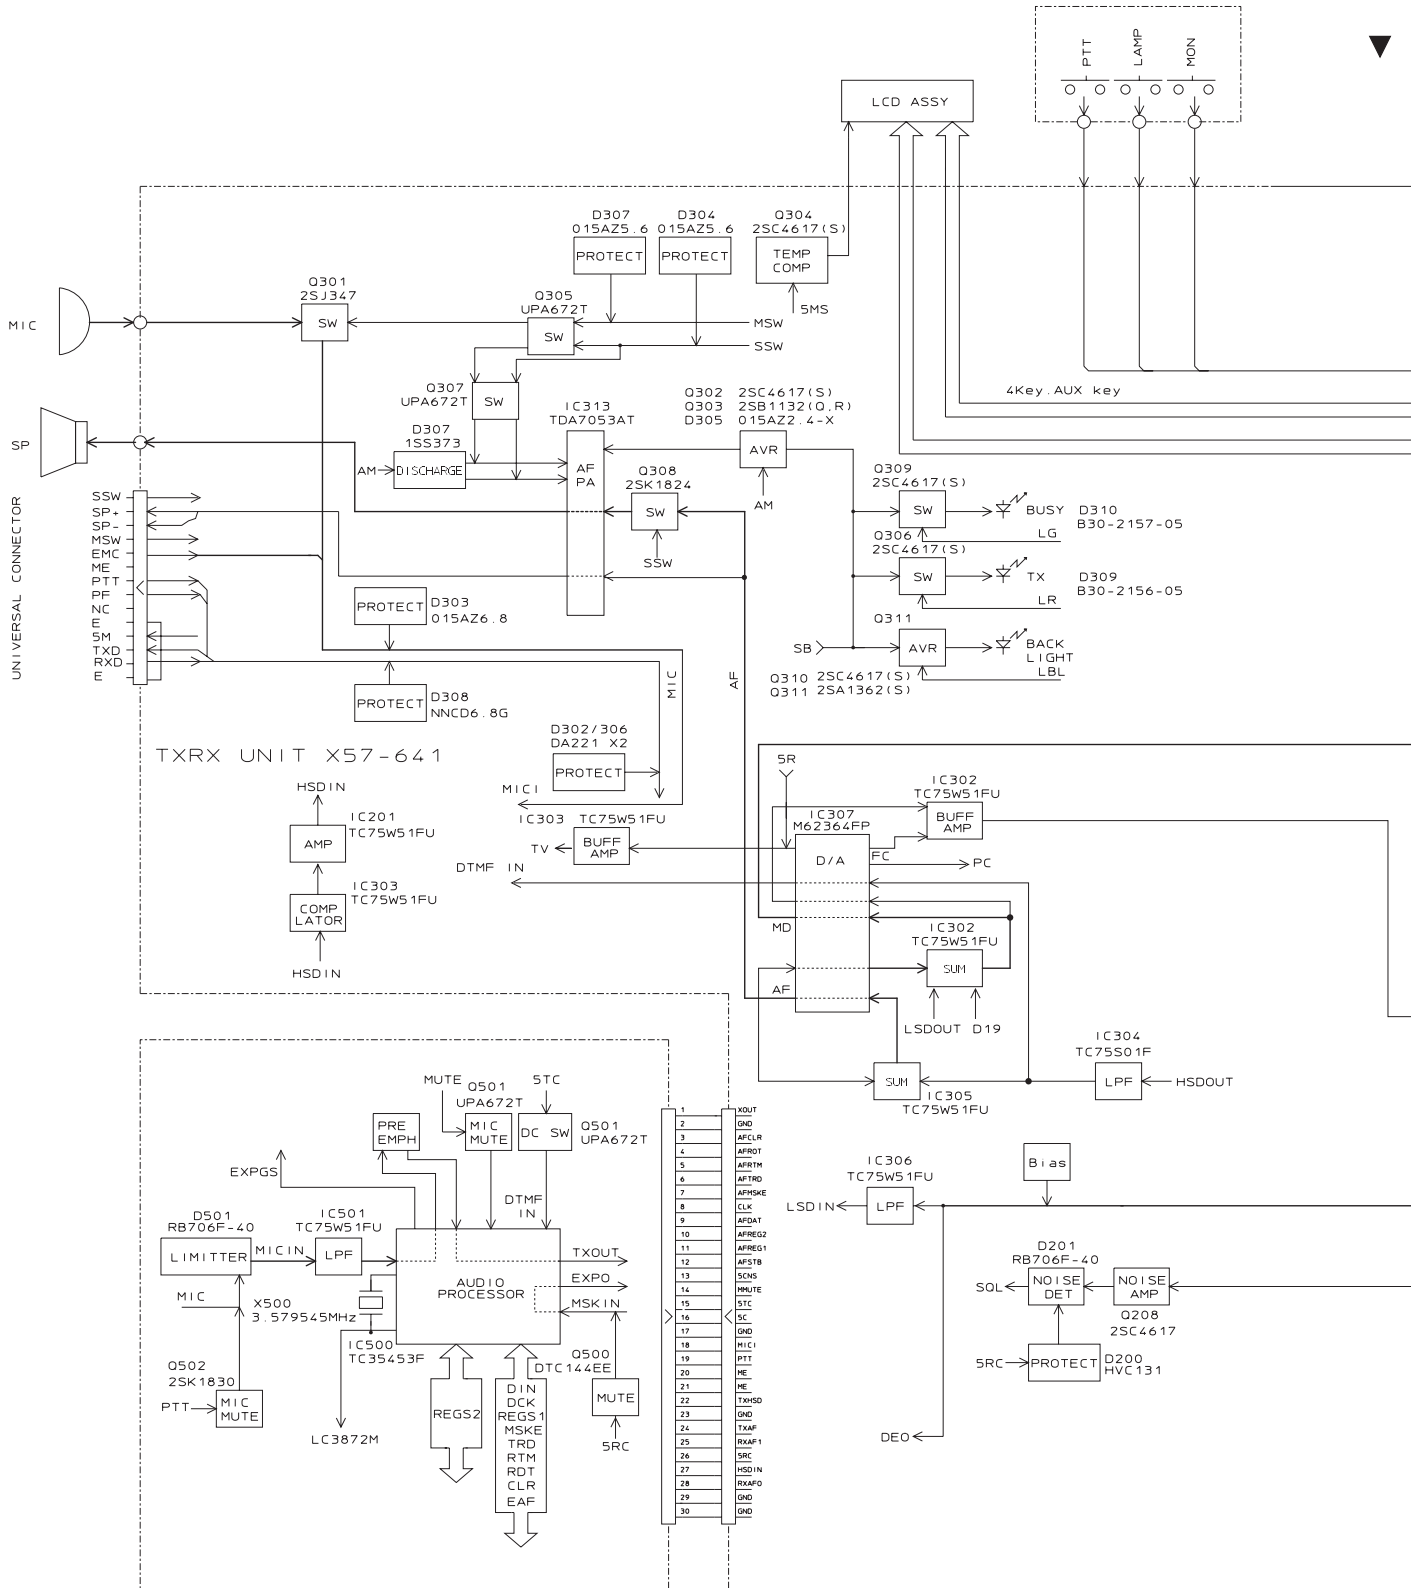 PTT
LAMP
MON
LCD ASSY
D307
015AZ5.6
PROTECT
D304
015AZ5.6
PROTECT
Q304
2SC4617(S)
TEMP
COMP
5MS
MIC
Q301
2SJ347
SW
Q305
UPA672T
SW
MSW
SSW
Q307
UPA672T
SW
4Key.AUX key
SP
IC313
TDA7053AT
AF
PA
Q302 2SC4617(S)
Q303 2SB1132(Q,R)
D305 015AZ2.4-X
AVR
AM
D307
1SS373
AM
DISCHARGE
Q308
2SK1824
SW
SSW
Q309
2SC4617(S)
SW
BUSY
D310
B30-2157-05
LG
Q306
2SC4617(S)
SW
TX
D309
B30-2156-05
LR
Q311
SB
AVR
BACK
LIGHT
LBL
Q310 2SC4617(S)
Q311 2SA1362(S)
UNIVERSAL CONNECTOR
SSW
SP+
SP-
MSW
EMC
ME
PTT
PF
NC
E
5M
TXD
RXD
E
PROTECT
D303
015AZ6.8
PROTECT
D308
NNCD6.8G
MIC
AF
TXRX UNIT X57-641
D302/306
DA221 X2
PROTECT
MICI
HSDIN
IC201
TC75W51FU
AMP
IC303
TC75W51FU
COMP
LATOR
HSDIN
IC303 TC75W51FU
TV
BUFF
AMP
DTMF IN
5R
IC307
M62364FP
D/A
FC
PC
MD
AF
IC302
TC75W51FU
BUFF
AMP
IC302
TC75W51FU
SUM
LSDOUT D19
IC304
TC75S01F
LPF
HSDOUT
SUM
IC305
TC75W51FU
MUTE
Q501
UPA672T
MIC
MUTE
5TC
DC SW
Q501
UPA672T
PRE
EMPH
EXPGS
DTMF
IN
D501
RB706F-40
LIMITTER
MICIN
IC501
TC75W51FU
LPF
AUDIO
PROCESSOR
TXOUT
EXPO
MSKIN
MIC
X500
3.579545MHz
IC500
TC35453F
Q500
DTC144EE
MUTE
5RC
Q502
2SK1830
PTT
MIC
MUTE
LC3872M
REGS2
DIN
DCK
REGS1
MSKE
TRD
RTM
RDT
CLR
EAF
1 XOUT
2 GND
3 AFCLR
4 AFROT
5 AFRTM
6 AFTRD
7 AFMSKE
8 CLK
9 AFDAT
10 AFREG2
11 AFREG1
12 AFSTB
13 5CNS
14 MMUTE
15 5TC
16 5C
17 GND
18 MICI
19 PTT
20 ME
21 ME
22 TXHSD
23 GND
24 TXAF
25 RXAF1
26 5RC
27 HSDIN
28 RXAFO
29 GND
30 GND
IC306
TC75W51FU
LSDIN
LPF
Bias
D201
RB706F-40
SQL
NOISE
DET
NOISE
AMP
Q208
2SC4617
5RC
PROTECT
D200
HVC131
DEO